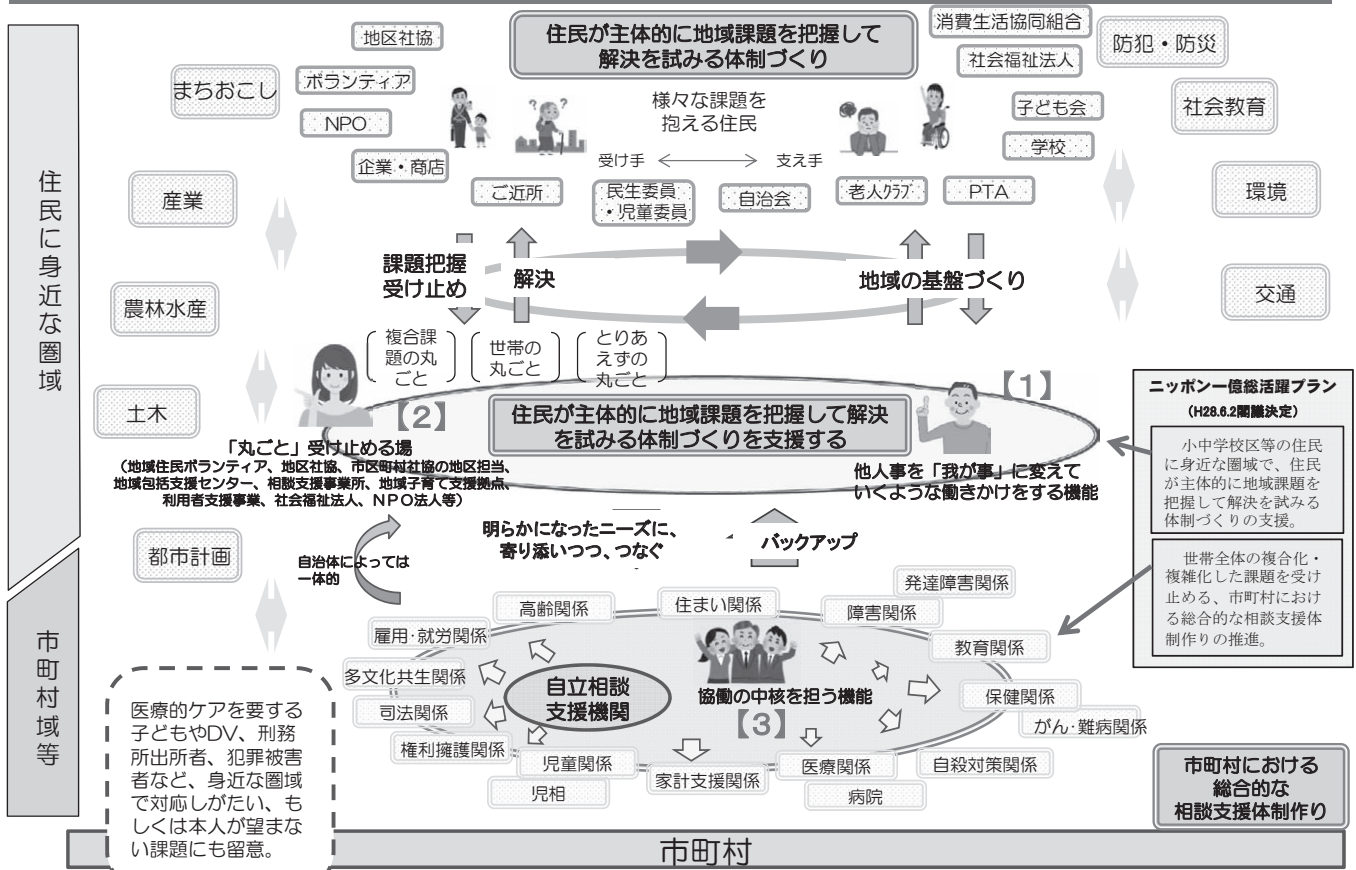 住民に身近な圏域
市町村域等
住民が主体的に地域課題を把握して
解決を試みる体制づくり
地区社協
ボランティア
まちおこし
NPO
企業・商店
産業
農林水産
土木
都市計画
消費生活協同組合
社会福祉法人
防犯・防災
子ども会
社会教育
学校
環境
交通
様々な課題を
抱える住民
受け手
支え手
ご近所
民生委員
・児童委員
自治会
老人クラブ
PTA
課題把握
受け止め
解決
地域の基盤づくり
複合課
題の丸
ごと
世帯の
丸ごと
とりあ
えずの
丸ごと
【2】
【1】
住民が主体的に地域課題を把握して解決
を試みる体制づくりを支援する
「丸ごと」受け止める場
(地域住民ボランティア、地区社協、市区町村社協の地区担当、
地域包括支援センター、相談支援事業所、地域子育て支援拠点、
利用者支援事業、社会福祉法人、NPO法人等)
他人事を「我が事」に変えて
いくような働きかけをする機能
ニッポン一億総活躍プラン
(H28.6.2閣議決定)
小中学校区等の住民
に身近な圏域で、住民
が主体的に地域課題を
把握して解決を試みる
体制づくりの支援。
世帯全体の複合化・
複雑化した課題を受け
止める、市町村におけ
る総合的な相談支援体
制作りの推進。
自治体によっては
一体的
明らかになったニーズに、
寄り添いつつ、つなぐ
バックアップ
高齢関係
住まい関係
障害関係
発達障害関係
雇用・就労関係
教育関係
多文化共生関係
保健関係
司法関係
がん・難病関係
権利擁護関係
自殺対策関係
児童関係
児相
家計支援関係
医療関係
病院
自立相談
支援機関
協働の中核を担う機能
【3】
医療的ケアを要する
子どもやDV、刑務
所出所者、犯罪被害
者など、身近な圏域
で対応しがたい、も
しくは本人が望まな
い課題にも留意。
市町村における
総合的な
相談支援体制作り
市町村